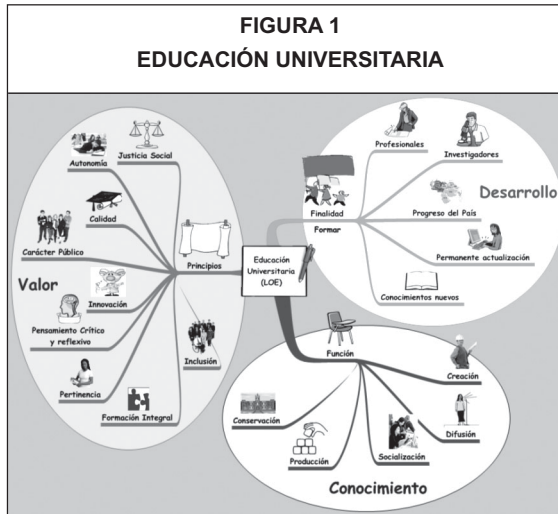 FIGURA 1
EDUCACIÓN UNIVERSITARIA
Justicia Social
Autonomía
Calidad
Carácter Público
Principios
Valor
Innovación
Pensamiento Crítico
y reflexivo
Inclusión
Pertinencia
Formación Integral
Educación
Universitaria
(LOE)
Profesionales
Investigadores
Desarrollo
Finalidad
Formar
Progreso del País
Permanente actualización
Conocimientos nuevos
Función
Creación
Conservación
Difusión
Producción
Socialización
Conocimiento